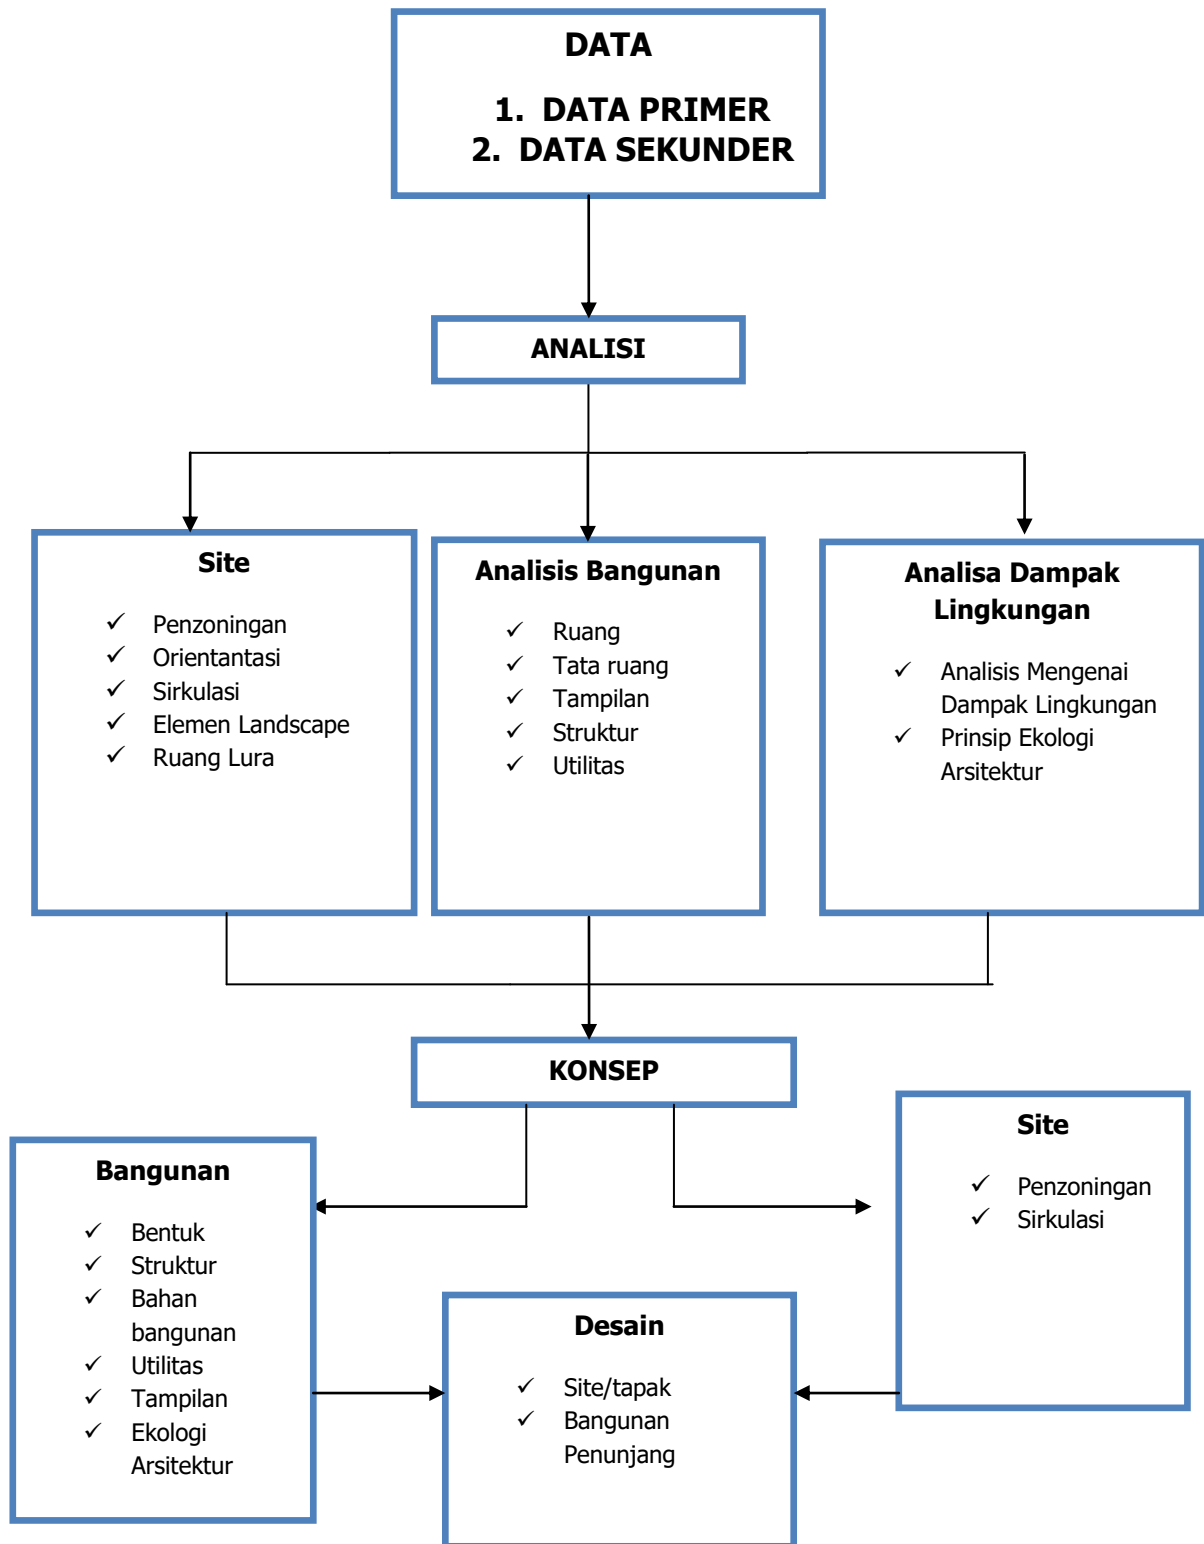 DATA
1. DATA PRIMER
2. DATA SEKUNDER
ANALISI
Site
✓ Penzoningan
✓ Orientantasi
✓ Sirkulasi
✓ Elemen Landscape
✓ Ruang Lura
Analisis Bangunan
✓ Ruang
✓ Tata ruang
✓ Tampilan
✓ Struktur
✓ Utilitas
Analisa Dampak
Lingkungan
✓ Analisis Mengenai
Dampak Lingkungan
✓ Prinsip Ekologi
Arsitektur
KONSEP
Bangunan
✓ Bentuk
✓ Struktur
✓ Bahan
bangunan
✓ Utilitas
✓ Tampilan
✓ Ekologi
Arsitektur
Site
✓ Penzoningan
✓ Sirkulasi
Desain
✓ Site/tapak
✓ Bangunan
Penunjang